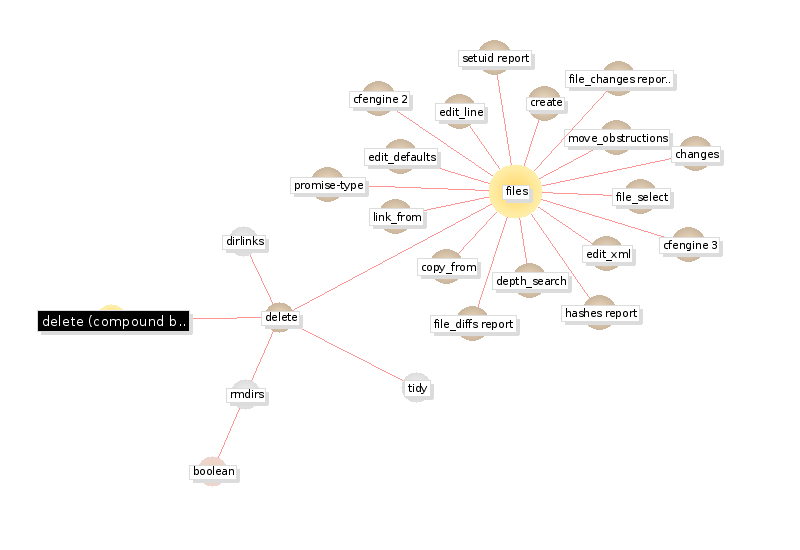 setuid report
file_changes repor..
cfengine 2
create
edit_line
move_obstructions
changes
edit_defaults
promise-type
files
file_select
link_from
dirlinks
cfengine 3
edit_xml
copy_from
depth_search
hashes report
delete (compound b..
delete
file_diffs report
tidy
rmdirs
boolean